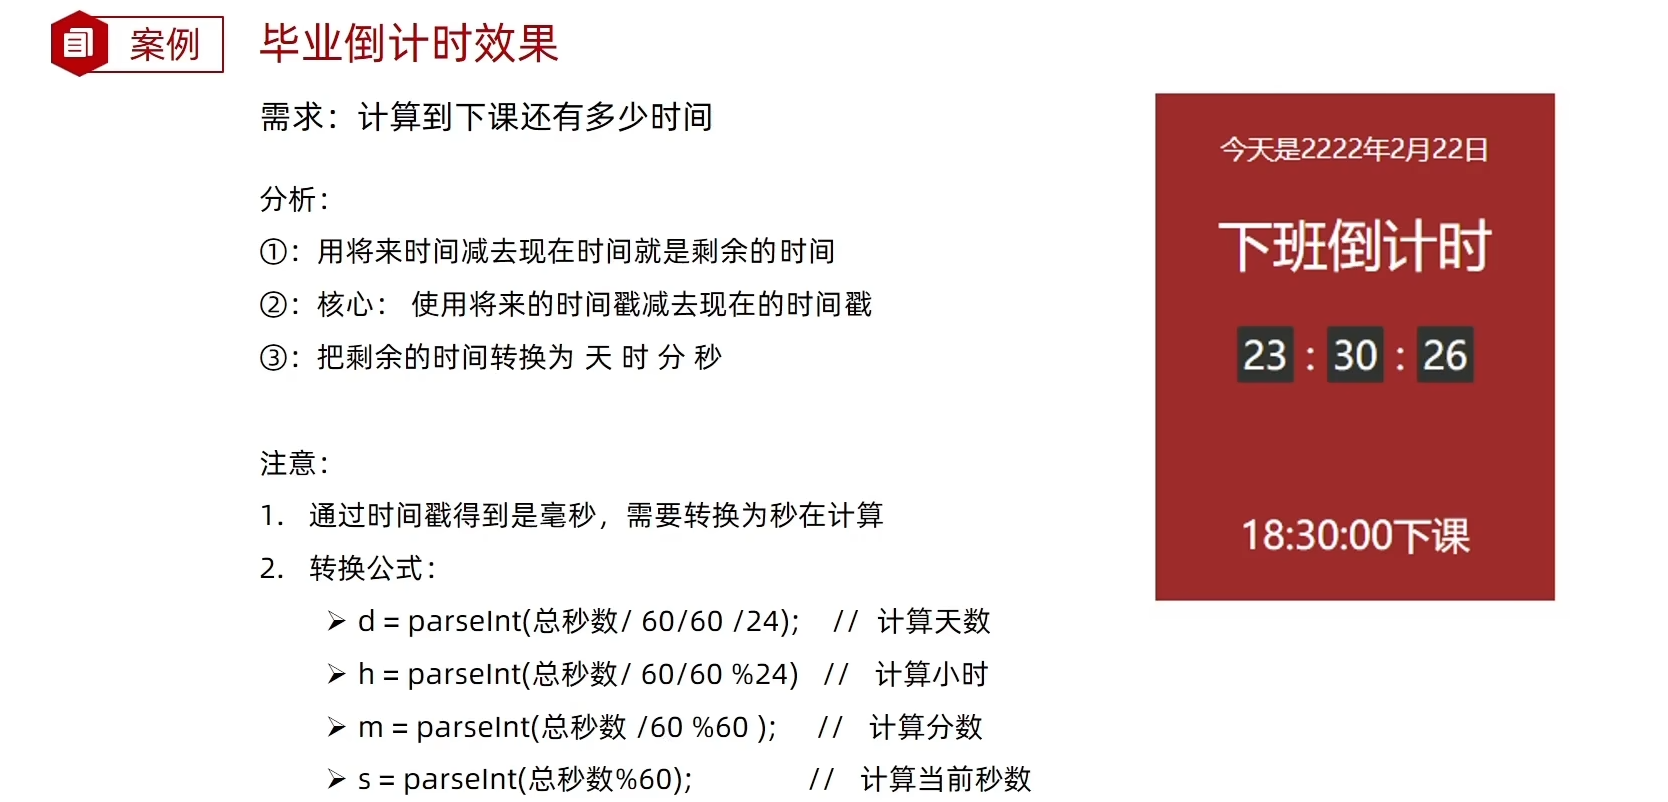 案例
毕业倒计时效果
需求：计算到下课还有多少时间
分析：
①：用将来时间减去现在时间就是剩余的时间
②：核心： 使用将来的时间戳减去现在的时间戳
③：把剩余的时间转换为 天 时 分 秒
注意：
1. 通过时间戳得到是毫秒，需要转换为秒在计算
2. 转换公式：
➢ d = parseInt(总秒数/ 60/60 /24); // 计算天数
➢ h = parseInt(总秒数/ 60/60 %24) // 计算小时
➢ m = parseInt(总秒数 /60 %60 ); // 计算分数
➢ s = parseInt(总秒数%60); // 计算当前秒数
今天是2222年2月22日
下班倒计时
23 : 30 : 26
18:30:00下课